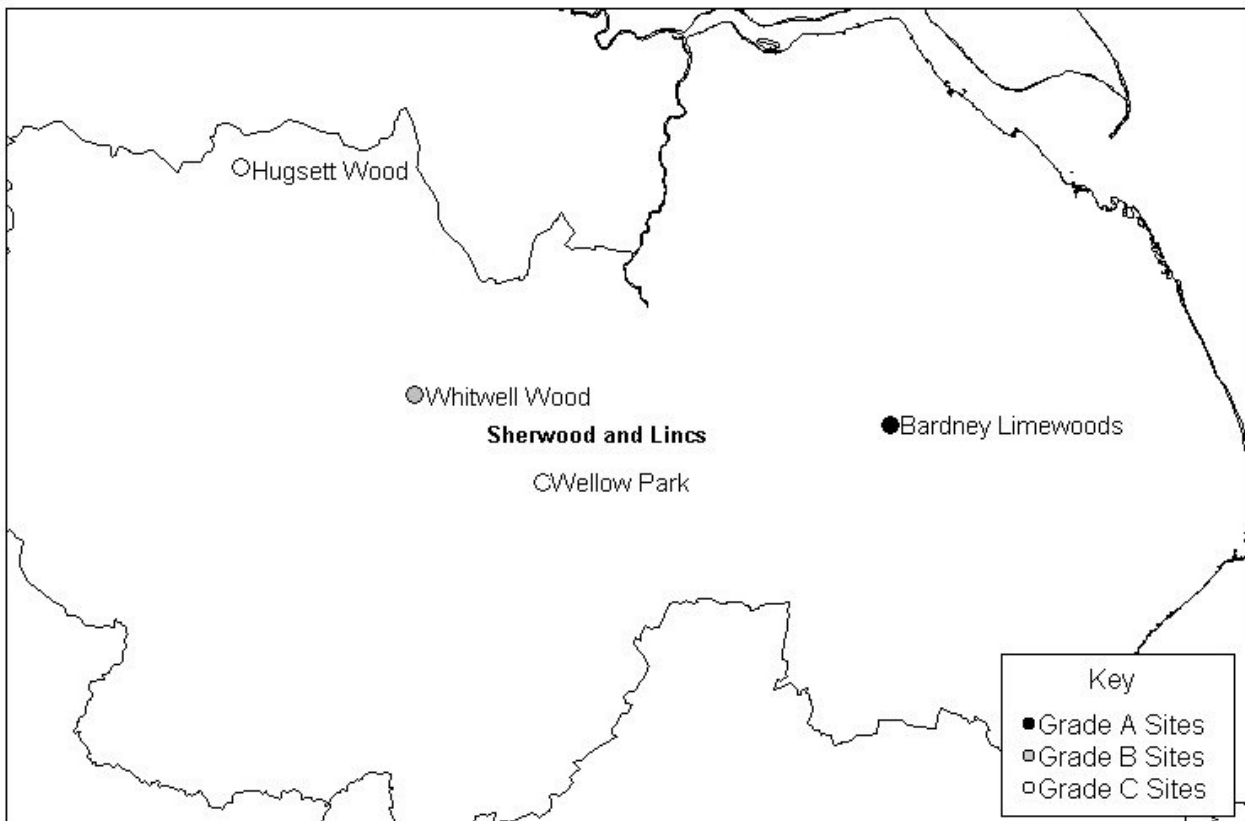 Hugsett Wood
Whitwell Wood
Sherwood and Lincs
Bardney Limewoods
Wellow Park
Key
Grade A Sites
Grade B Sites
Grade C Sites